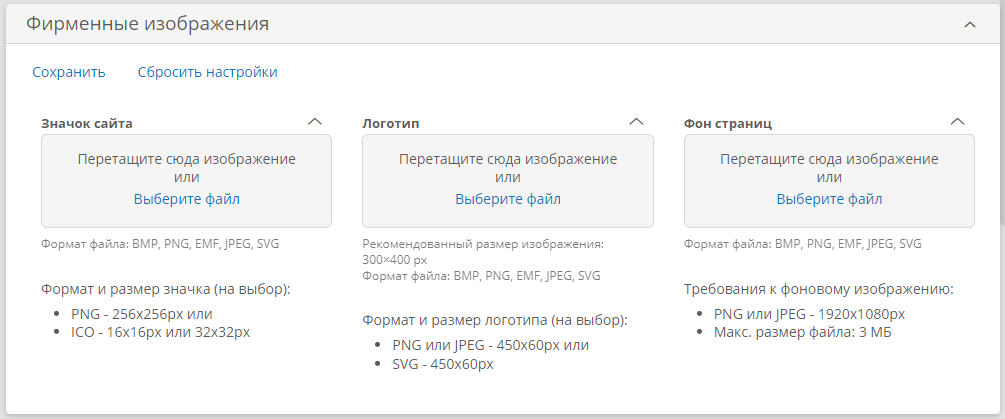 Фирменные изображения
Сохранить Сбросить настройки
Значок сайта
Перетащите сюда изображение
или
Выберите файл
Формат файла: BMP, PNG, EMF, JPEG, SVG
Формат и размер значка (на выбор):
• PNG - 256x256px или
• ICO - 16x16px или 32x32px
Логотип
Перетащите сюда изображение
или
Выберите файл
Рекомендованный размер изображения:
300×400 px
Формат файла: BMP, PNG, EMF, JPEG, SVG
Формат и размер логотипа (на выбор):
• PNG или JPEG - 450x60px или
• SVG - 450x60px
Фон страниц
Перетащите сюда изображение
или
Выберите файл
Формат файла: BMP, PNG, EMF, JPEG, SVG
Требования к фоновому изображению:
• PNG или JPEG - 1920x1080px
• Макс. размер файла: 3 МБ